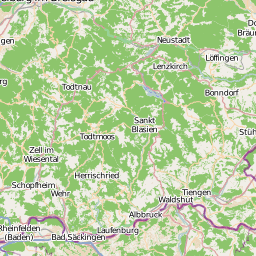 Neustadt
Löffingen
Lenzkirch
Todtnau
Bonndorf
Sankt
Blasien
Todtmoos
Zell im
Wiesental
Herrischried
Schopfheim
Wehr
Tiengen
Waldshut
Albbruck
Rheinfelden
(Baden)
Laufenburg
Bad Säckingen